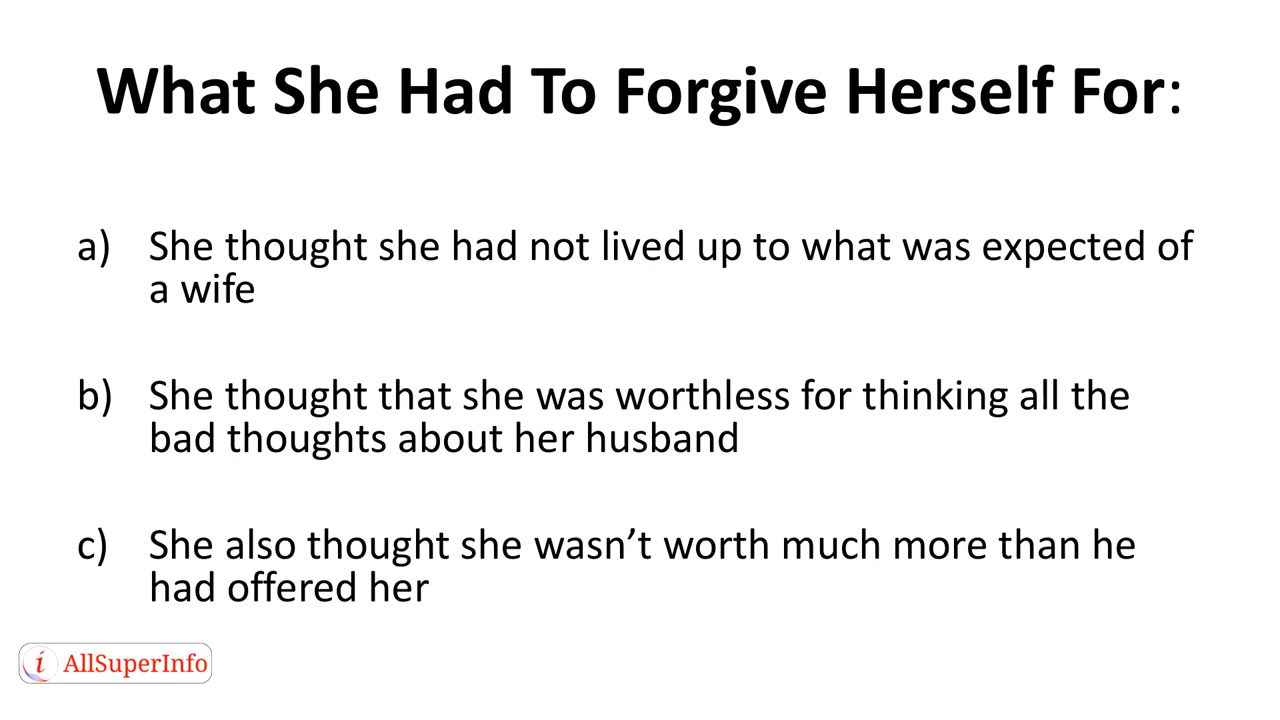 What She Had To Forgive Herself For:
a) She thought she had not lived up to what was expected of
a wife
b) She thought that she was worthless for thinking all the
bad thoughts about her husband
c) She also thought she wasn’t worth much more than he
had offered her
i AllSuperInfo